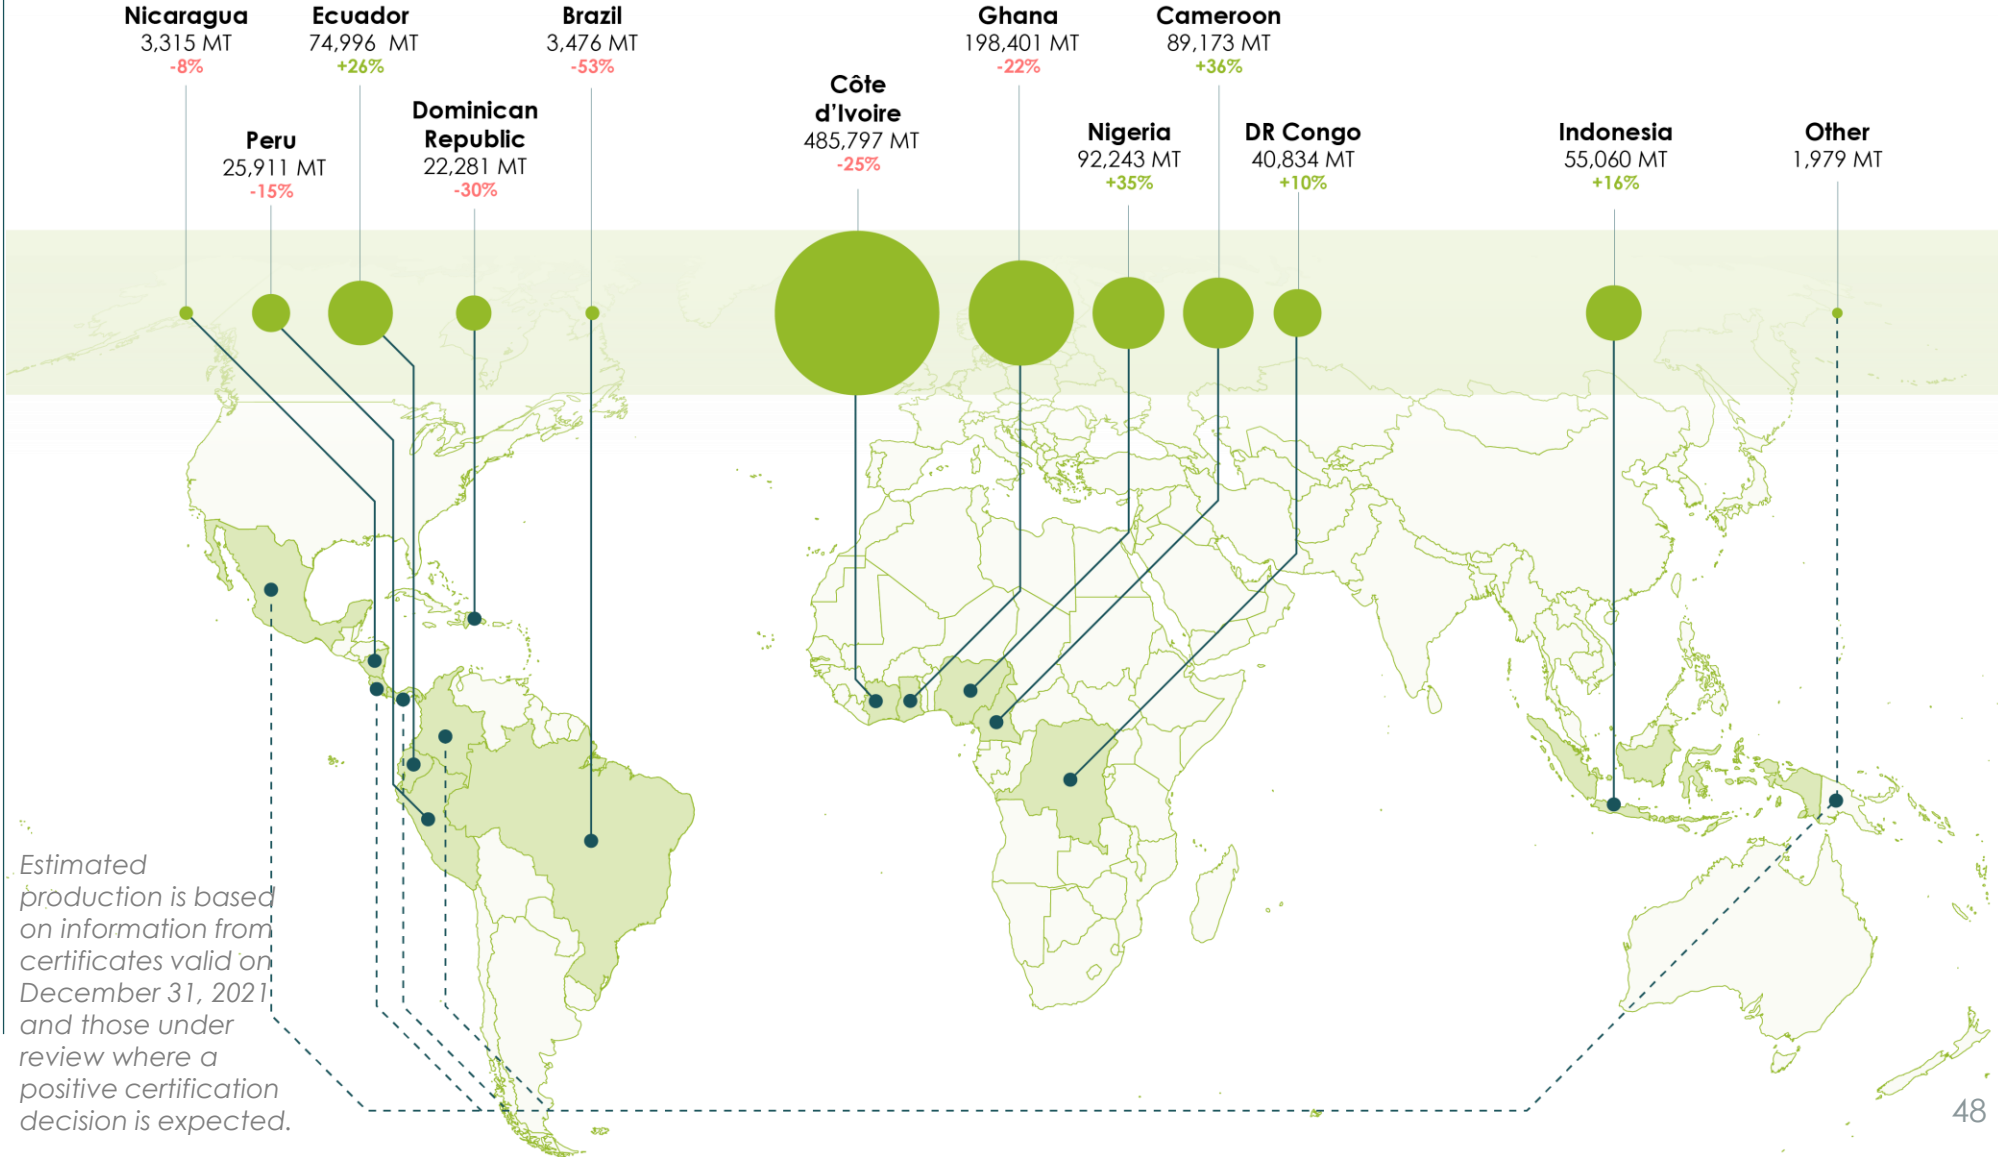 Nicaragua
3,315 MT
-8%
Ecuador
74,996 MT
+26%
Brazil
3,476 MT
-53%
Ghana
198,401 MT
-22%
Cameroon
89,173 MT
+36%
Peru
25,911 MT
-15%
Dominican
Republic
22,281 MT
-30%
Côte
d’Ivoire
485,797 MT
-25%
Nigeria
92,243 MT
+35%
DR Congo
40,834 MT
+10%
Indonesia
55,060 MT
+16%
Other
1,979 MT
Estimated
production is based
on information from
certificates valid on
December 31, 2021
and those under
review where a
positive certification
decision is expected.
48